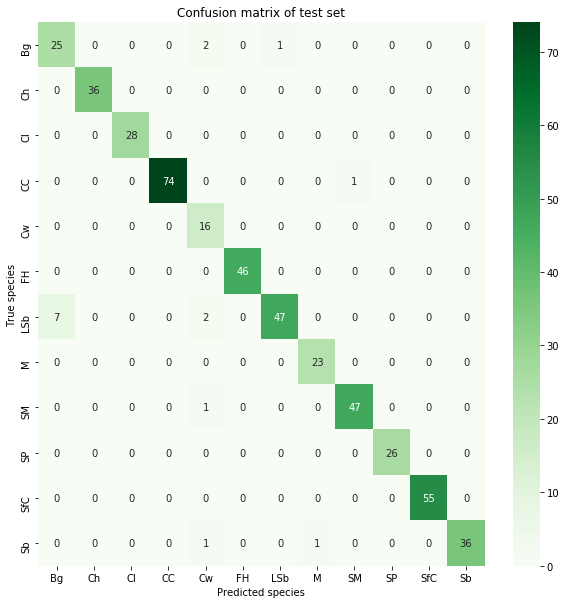 Confusion matrix of test set
Bg 25 0 0 0 2 0 1 0 0 0 0 0
Ch 0 36 0 0 0 0 0 0 0 0 0 0
Cl 0 0 28 0 0 0 0 0 0 0 0 0
CC 0 0 0 74 0 0 0 0 1 0 0 0
Cw 0 0 0 0 16 0 0 0 0 0 0 0
FH 0 0 0 0 0 46 0 0 0 0 0 0
LSb 7 0 0 0 2 0 47 0 0 0 0 0
M 0 0 0 0 0 0 0 23 0 0 0 0
SM 0 0 0 0 1 0 0 0 47 0 0 0
SP 0 0 0 0 0 0 0 0 0 26 0 0
SfC 0 0 0 0 0 0 0 0 0 0 55 0
Sb 0 0 0 0 1 0 0 1 0 0 0 36
Bg Ch Cl CC Cw FH LSb M SM SP SfC Sb
Predicted species
True species
70
60
50
40
30
20
10
0